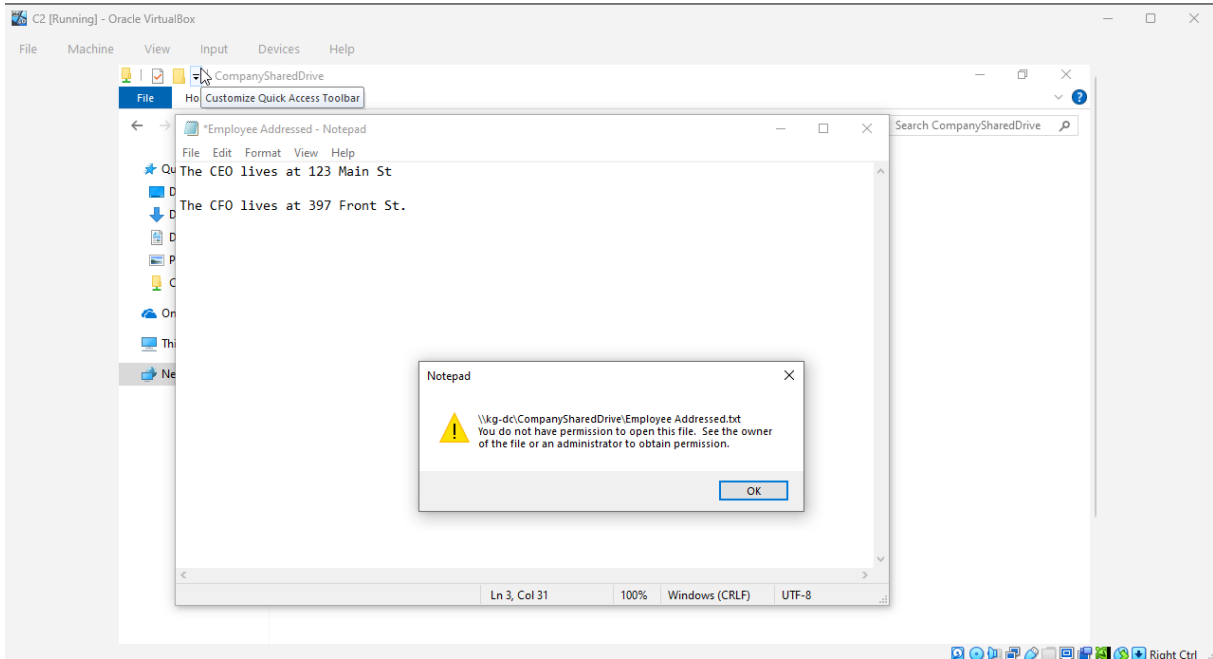 C2 [Running] - Oracle VirtualBox
File Machine View Input Devices Help
CompanySharedDrive
File Ho Customize Quick Access Toolbar
*Employee Addressed - Notepad
Search CompanySharedDrive
File Edit Format View Help
Qu
The CEO lives at 123 Main St
D
The CFO lives at 397 Front St.
D
D
P
C
On
Thi
Ne
Notepad
\\kg-dc\CompanySharedDrive\Employee Addressed.txt
You do not have permission to open this file. See the owner
of the file or an administrator to obtain permission.
OK
Ln 3, Col 31 100% Windows (CRLF) UTF-8
Right Ctrl